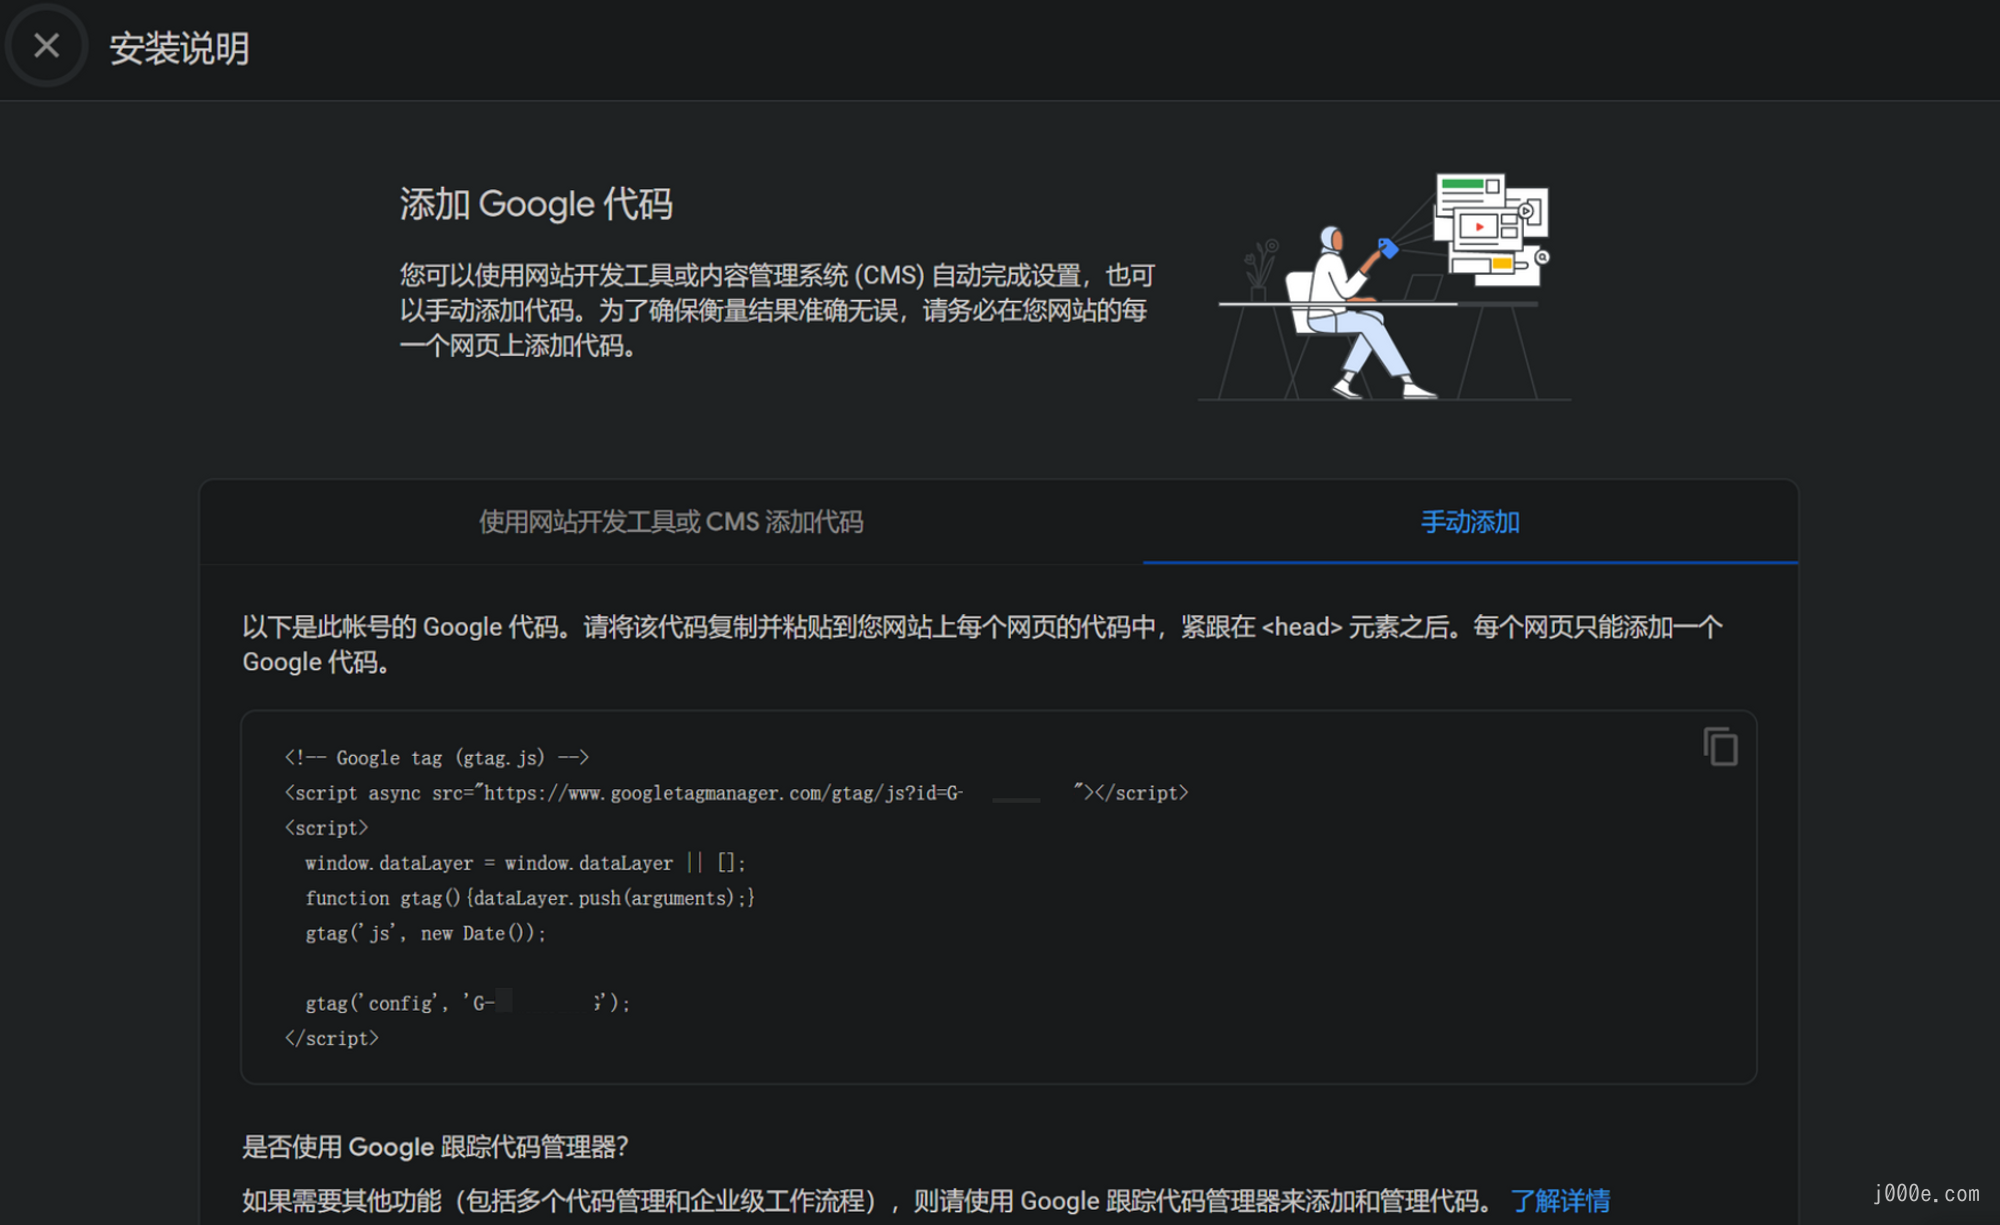 安装说明
添加 Google 代码
您可以使用网站开发工具或内容管理系统 (CMS) 自动完成设置，也可
以手动添加代码。为了确保衡量结果准确无误，请务必在您网站的每
一个网页上添加代码。
使用网站开发工具或 CMS 添加代码
手动添加
以下是此帐号的 Google 代码。请将该代码复制并粘贴到您网站上每个网页的代码中，紧跟在 <head> 元素之后。每个网页只能添加一个
Google 代码。
<!-- Google tag (gtag.js) -->
<script async src="https://www.googletagmanager.com/gtag/js?id=G- "></script>
<script>
window.dataLayer = window.dataLayer || [];
function gtag(){dataLayer.push(arguments);}
gtag('js', new Date());
gtag('config', 'G- ');
</script>
是否使用 Google 跟踪代码管理器？
如果需要其他功能（包括多个代码管理和企业级工作流程），则请使用 Google 跟踪代码管理器来添加和管理代码。 了解详情
j000e.com